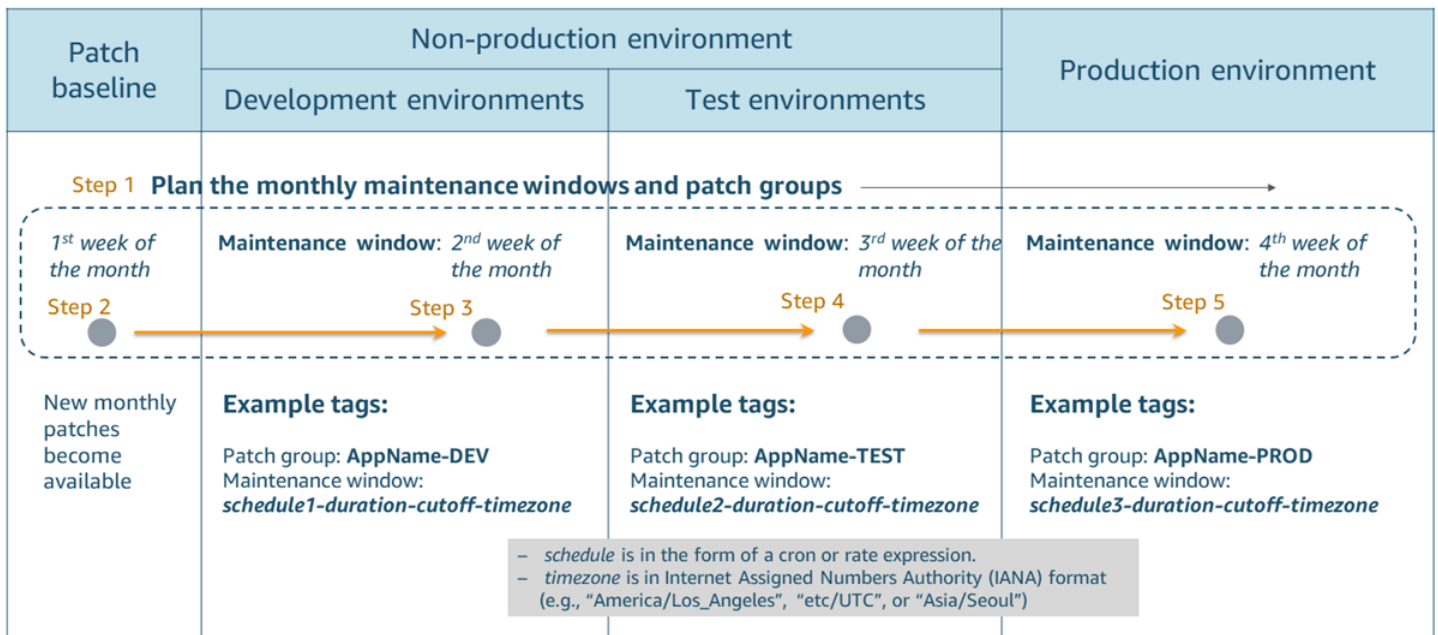 Patch
baseline
Non-production environment
Development environments
Test environments
Production environment
Step 1 Plan the monthly maintenance windows and patch groups
1st week of
the month
Step 2
Maintenance window: 2nd week of
the month
Step 3
Maintenance window: 3rd week of the
month
Step 4
Maintenance window: 4th week of
the month
Step 5
New monthly
patches
become
available
Example tags:
Patch group: AppName-DEV
Maintenance window:
schedule1-duration-cutoff-timezone
Example tags:
Patch group: AppName-TEST
Maintenance window:
schedule2-duration-cutoff-timezone
Example tags:
Patch group: AppName-PROD
Maintenance window:
schedule3-duration-cutoff-timezone
– schedule is in the form of a cron or rate expression.
– timezone is in Internet Assigned Numbers Authority (IANA) format
(e.g., “America/Los_Angeles”, “etc/UTC”, or “Asia/Seoul”)